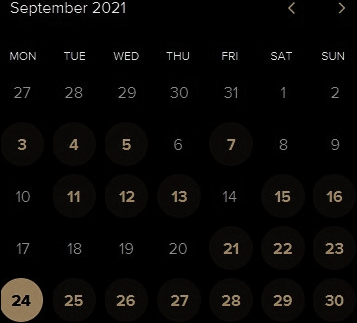 September 2021
MON TUE WED THU FRI SAT SUN
27 28 29 30 31 1 2
3 4 5 6 7 8 9
10 11 12 13 14 15 16
17 18 19 20 21 22 23
24 25 26 27 28 29 30